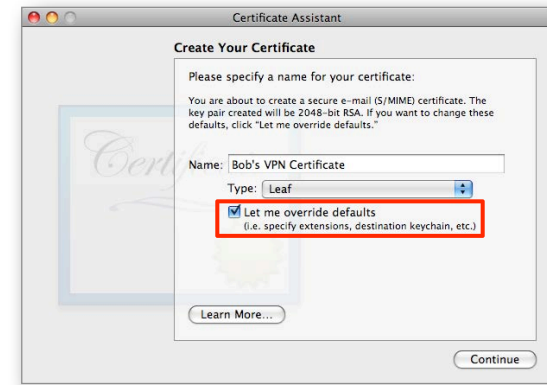 Certificate Assistant
Create Your Certificate
Please specify a name for your certificate:
You are about to create a secure e-mail (S/MIME) certificate. The
key pair created will be 2048-bit RSA. If you want to change these
defaults, click "Let me override defaults."
Certif
Name: Bob's VPN Certificate
Type: Leaf
Let me override defaults
(i.e. specify extensions, destination keychain, etc.)
Learn More...
Continue